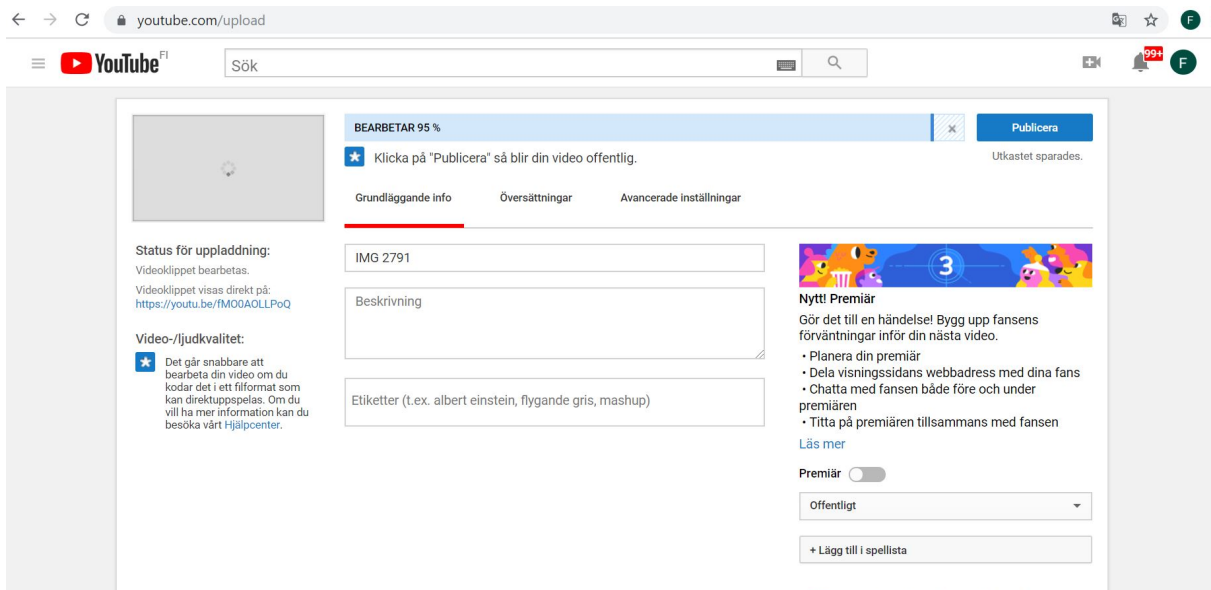 youtube.com/upload
F
YouTube FI
Sök
99+
F
BEARBETAR 95 %
Publicera
Klicka på "Publicera" så blir din video offentlig.
Utkastet sparades.
Grundläggande info
Översättningar
Avancerade inställningar
Status för uppladdning:
Videoklippet bearbetas.
Videoklippet visas direkt på:
https://youtu.be/fMO0AOLLPoQ
Video-/ljudkvalitet:
Det går snabbare att
bearbeta din video om du
kodar det i ett filformat som
kan direktuppspelas. Om du
vill ha mer information kan du
besöka vårt Hjälpcenter.
IMG 2791
Beskrivning
Etiketter (t.ex. albert einstein, flygande gris, mashup)
3
Nytt! Premiär
Gör det till en händelse! Bygg upp fansens
förväntningar inför din nästa video.
• Planera din premiär
• Dela visningssidans webbadress med dina fans
• Chatta med fansen både före och under
premiären
• Titta på premiären tillsammans med fansen
Läs mer
Premiär
Offentligt
+ Lägg till i spellista